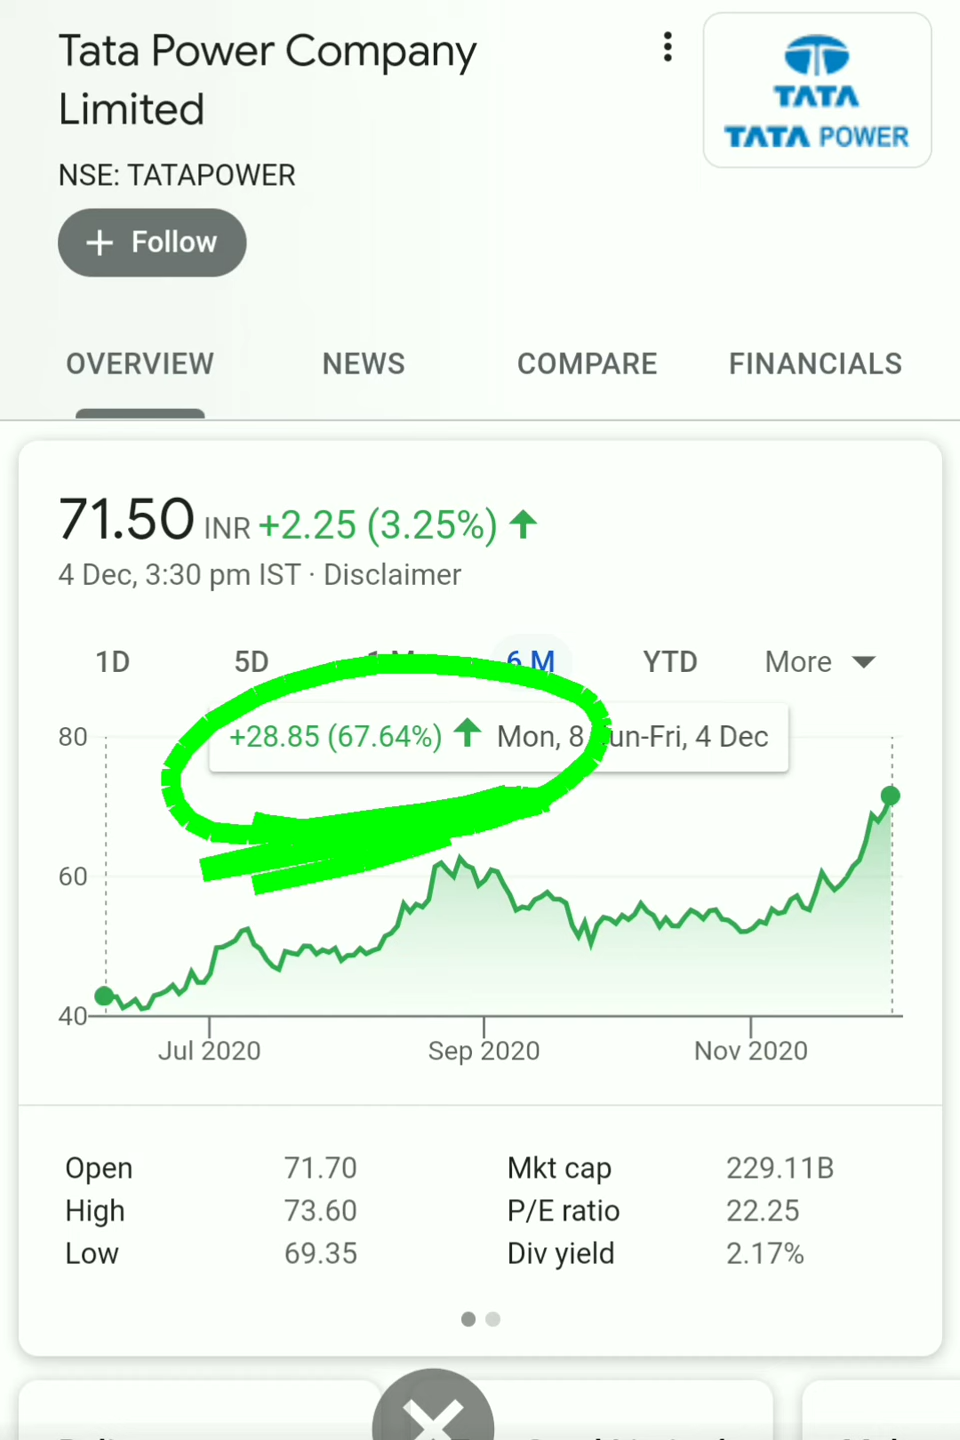 Tata Power Company
Limited
TATA
TATA POWER
NSE: TATAPOWER
+ Follow
OVERVIEW NEWS COMPARE FINANCIALS
71.50 INR +2.25 (3.25%)
4 Dec, 3:30 pm IST · Disclaimer
1D 5D 6 M YTD More
+28.85 (67.64%) Mon, 8 -Fri, 4 Dec
80
60
40
Jul 2020 Sep 2020 Nov 2020
Open 71.70 Mkt cap 229.11B
High 73.60 P/E ratio 22.25
Low 69.35 Div yield 2.17%